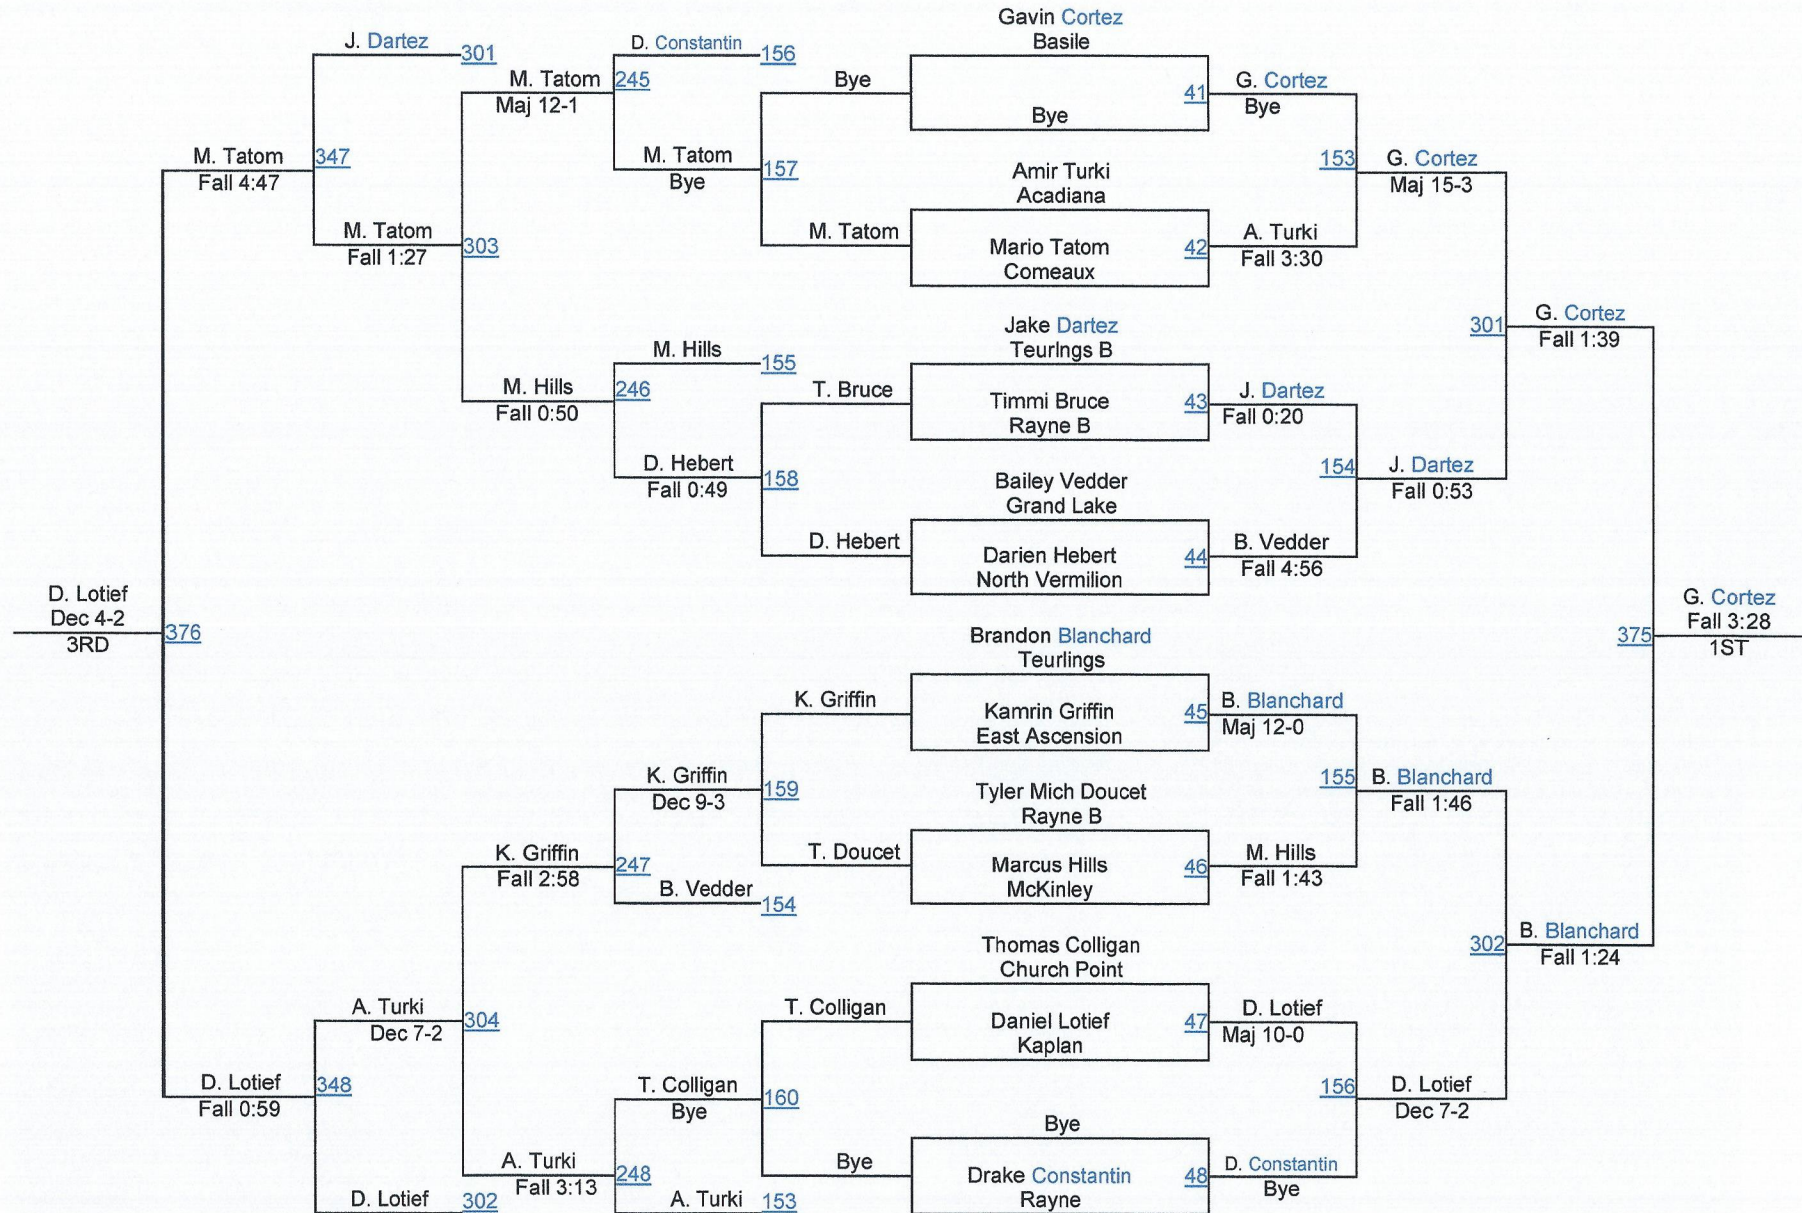 Gavin Cortez
J. Dartez
301
D. Constantin
156
Basile
M. Tatom
245
Bye
41
G. Cortez
Maj 12-1
Bye
Bye
M. Tatom
347
M. Tatom
157
Amir Turki
153
G. Cortez
Fall 4:47
Bye
Acadiana
Maj 15-3
M. Tatom
303
M. Tatom
Mario Tatom
42
A. Turki
Fall 1:27
Comeaux
Fall 3:30
Jake Dartez
301
G. Cortez
M. Hills
155
Teurings B
Fall 1:39
M. Hills
246
T. Bruce
Timmi Bruce
43
J. Dartez
Fall 0:50
Rayne B
Fall 0:20
D. Hebert
158
Bailey Vedder
154
J. Dartez
Fall 0:49
Grand Lake
Fall 0:53
D. Hebert
Darien Hebert
44
B. Vedder
North Vermilion
Fall 4:56
D. Lotief
G. Cortez
Dec 4-2
Fall 3:28
3RD
376
Brandon Blanchard
375
1ST
Teurlings
K. Griffin
Kamrin Griffin
45
B. Blanchard
East Ascension
Maj 12-0
K. Griffin
159
Tyler Mich Doucet
155
B. Blanchard
Dec 9-3
Rayne B
Fall 1:46
K. Griffin
247
T. Doucet
Marcus Hills
46
M. Hills
Fall 2:58
McKinley
Fall 1:43
B. Vedder
154
Thomas Colligan
302
B. Blanchard
Church Point
Fall 1:24
A. Turki
304
T. Colligan
Daniel Lotief
47
D. Lotief
Dec 7-2
Kaplan
Maj 10-0
D. Lotief
348
T. Colligan
160
156
D. Lotief
Fall 0:59
Bye
Dec 7-2
Bye
A. Turki
248
Bye
Drake Constantin
48
D. Constantin
Fall 3:13
Rayne
Bye
D. Lotief
302
A. Turki
153